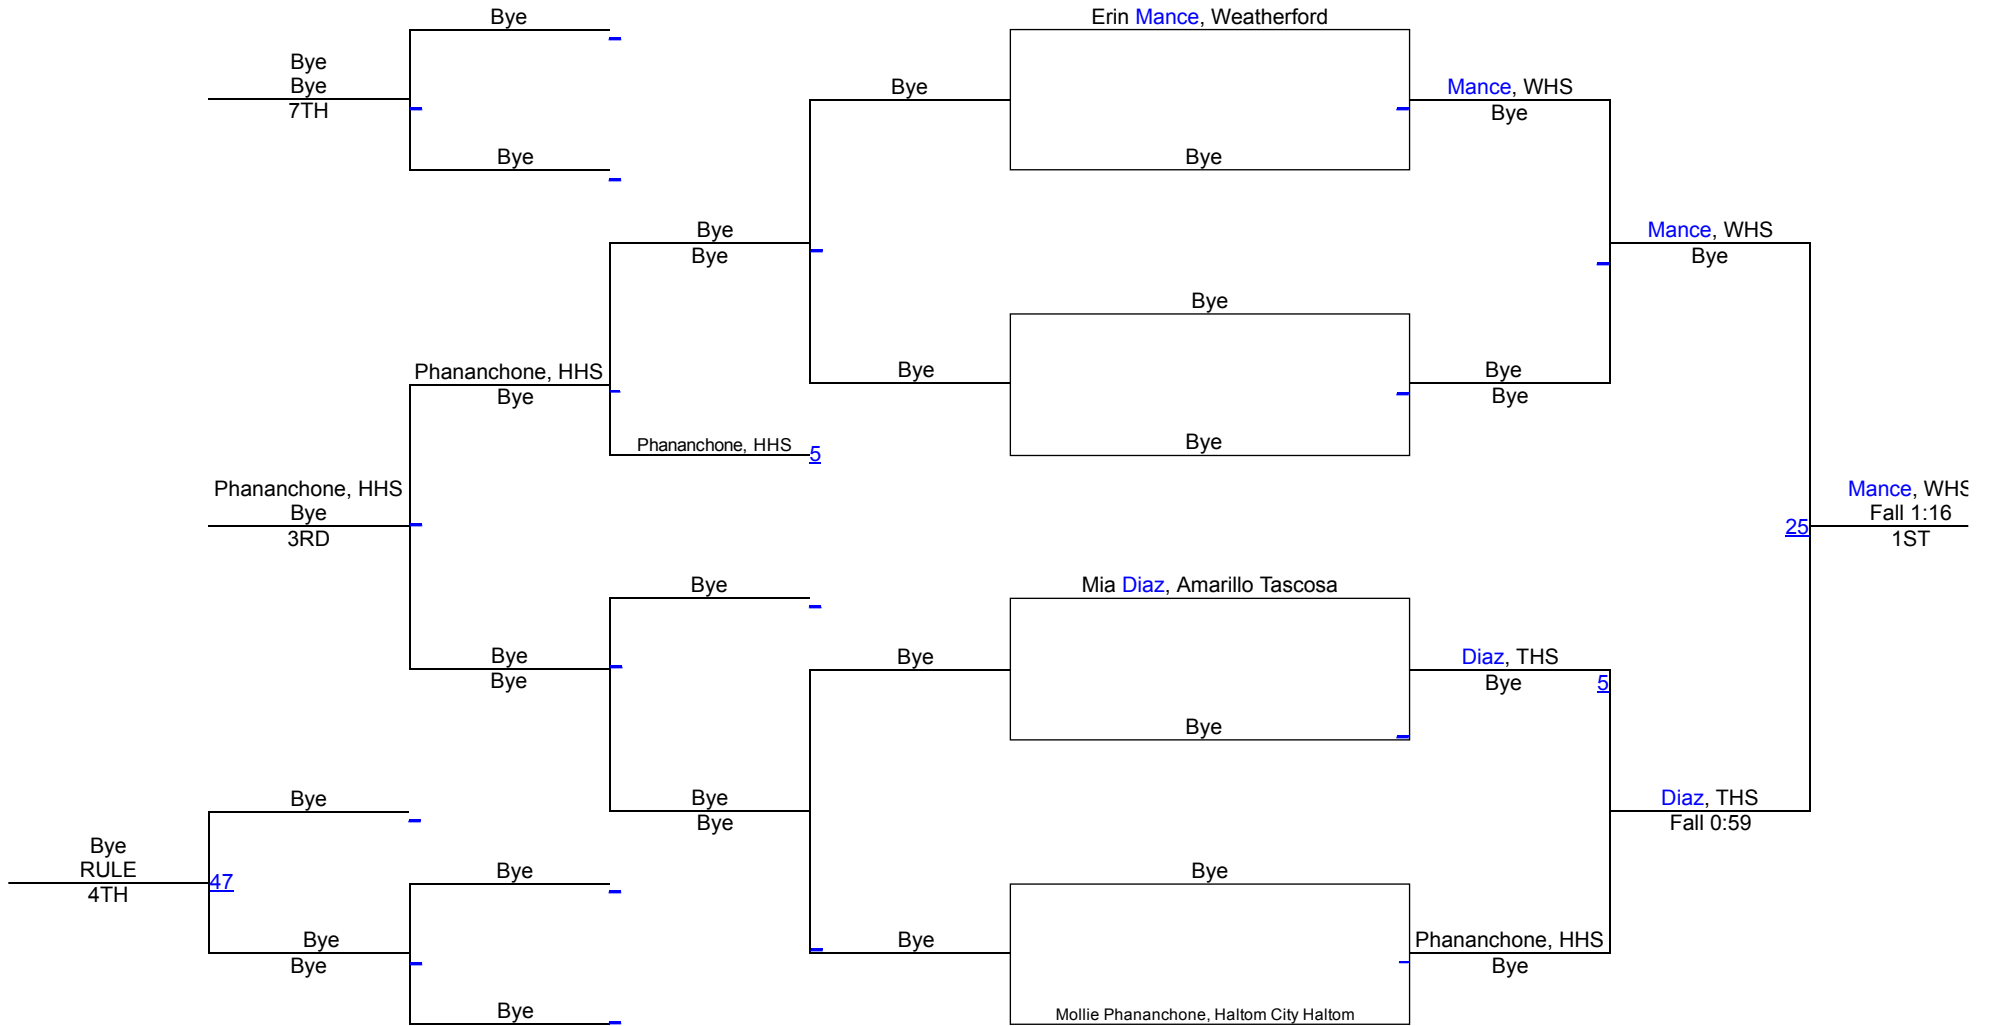 Bye
Erin Mance, Weatherford
Bye
Bye
7TH
Bye
Mance, WHS
Bye
Bye
Bye
Bye
Bye
Mance, WHS
Bye
Bye
Phananchone, HHS
Bye
Bye
Bye
Bye
Phananchone, HHS
5
Bye
Phananchone, HHS
Bye
3RD
25
Mance, WHS
Fall 1:16
1ST
Bye
Mia Diaz, Amarillo Tascosa
Bye
Bye
Bye
Diaz, THS
Bye
5
Bye
Bye
Bye
Bye
Diaz, THS
Fall 0:59
Bye
RULE
4TH
47
Bye
Bye
Bye
Bye
Bye
Phananchone, HHS
Bye
Bye
Mollie Phananchone, Haltom City Haltom